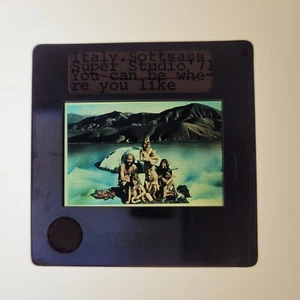 Italy.Sottsass
Super Studio'71
You can be whe-
re you like